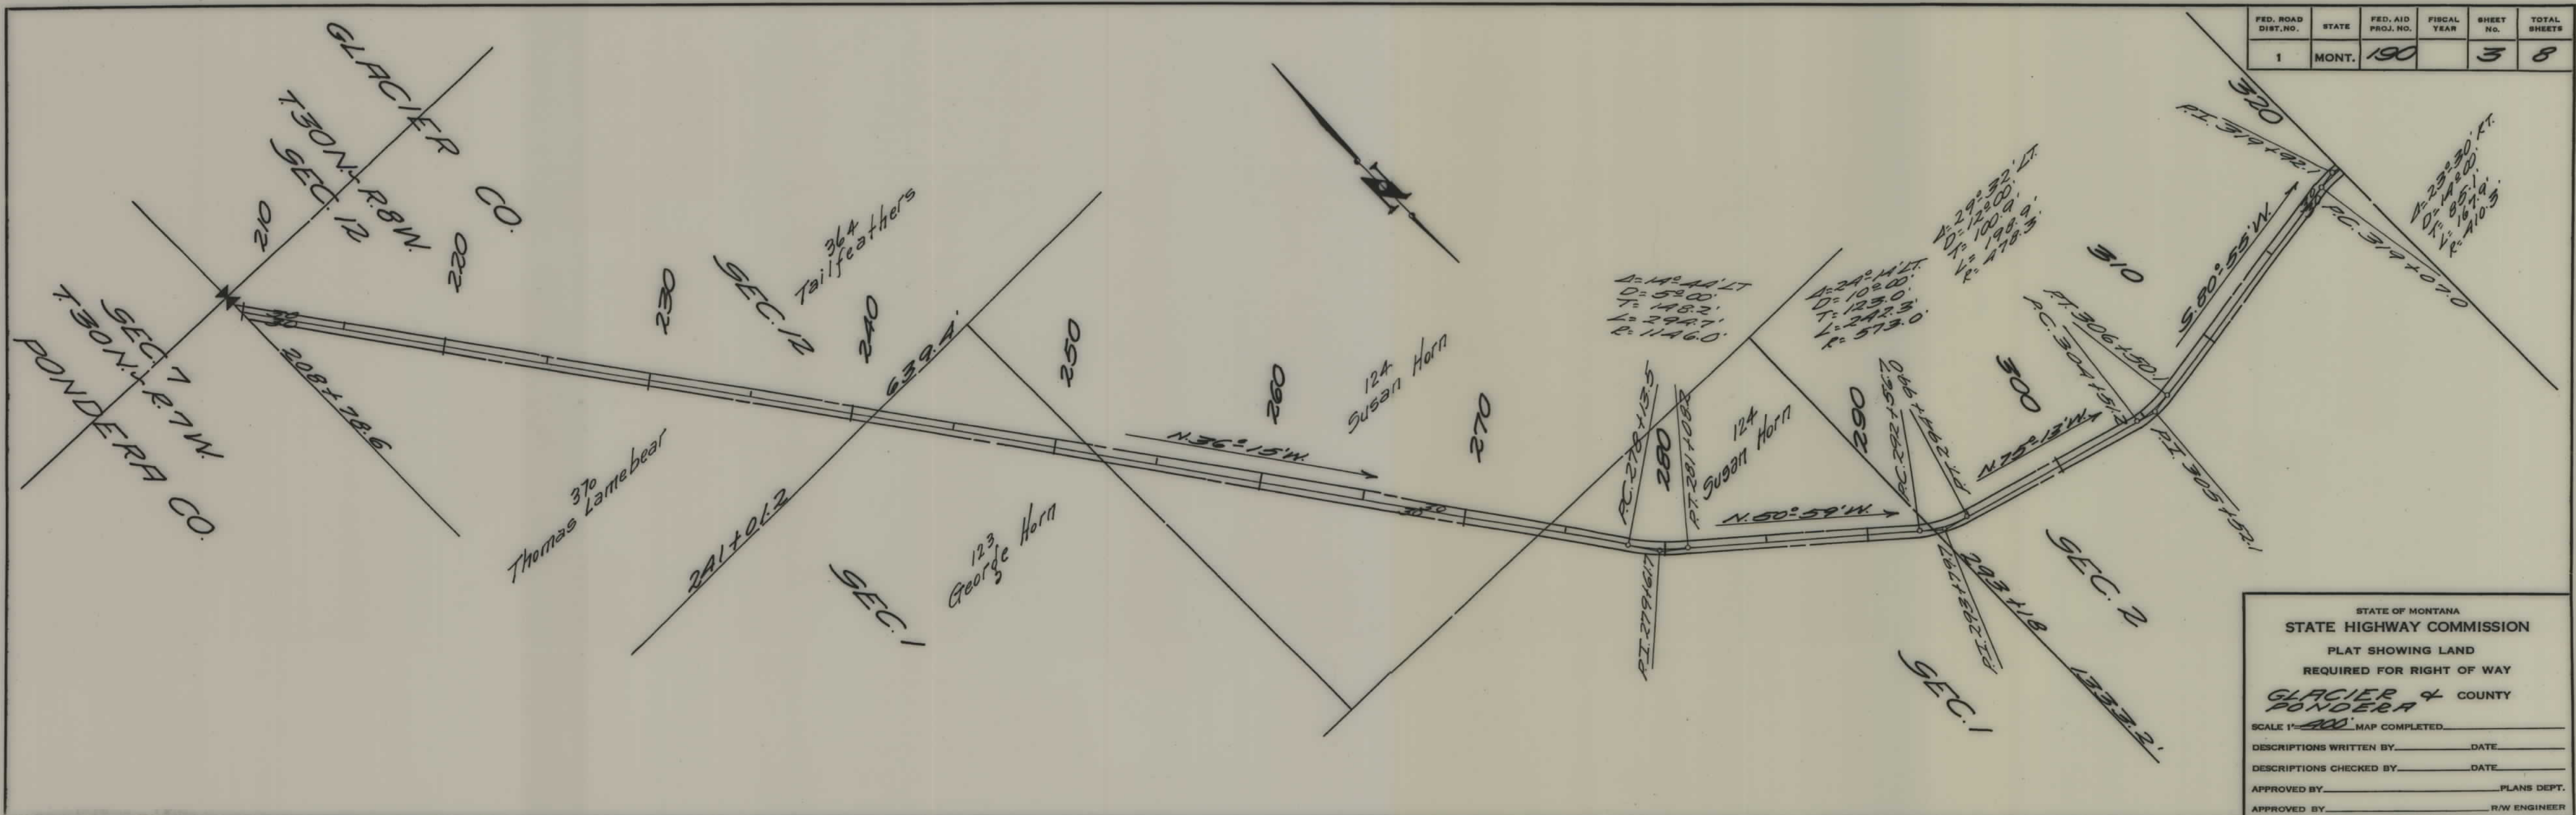 FED. ROAD DIST. NO. STATE FED. AID PROJ. NO. FISCAL YEAR SHEET No. TOTAL SHEETS
1 MONT. 190 3 8
GLACIER CO.
T.30N., R.8W.
SEC. 12
SEC. 7
T.30N., R.7W.
PONDERA CO.
210
220
230
240
250
260
270
280
290
300
310
320
208+78.6
SEC. 12
364
Tailfeathers
370
Thomas Lamebear
639.4'
241+01.2
SEC. 1
123
George Horn
N. 36°-15' W.
Z
124
Susan Horn
30 30
Δ=14°-44' LT
D=5°00'
T=148.2'
L=294.7'
R=1146.0'
P.C. 278+13.5
P.T. 281+08.2
P.I. 279+61.7
124
Susan Horn
N. 50°-59' W.
Δ=24°-14' LT.
D=10°00'
T=123.0'
L=242.3'
R=573.0'
P.C. 292+52.3
P.T. 294+99.0
293+18
1333.2'
SEC. 1
SEC. 2
N. 75°-13' W.
Δ=29°-32' LT.
D=12°00'
T=100.9'
L=198.9'
R=478.3'
P.C. 304+51.2
P.T. 306+50.1
P.I. 305+52.1
S. 80°-55' W.
P.I. 319+92.1
P.C. 319+07.0
Δ=23°-30' RT.
D=14°00'
T=85.1'
L=167.9'
R=410.3'
STATE OF MONTANA
STATE HIGHWAY COMMISSION
PLAT SHOWING LAND
REQUIRED FOR RIGHT OF WAY
GLACIER & COUNTY
PONDERA
SCALE 1"=400' MAP COMPLETED
DESCRIPTIONS WRITTEN BY DATE
DESCRIPTIONS CHECKED BY DATE
APPROVED BY PLANS DEPT.
APPROVED BY R/W ENGINEER